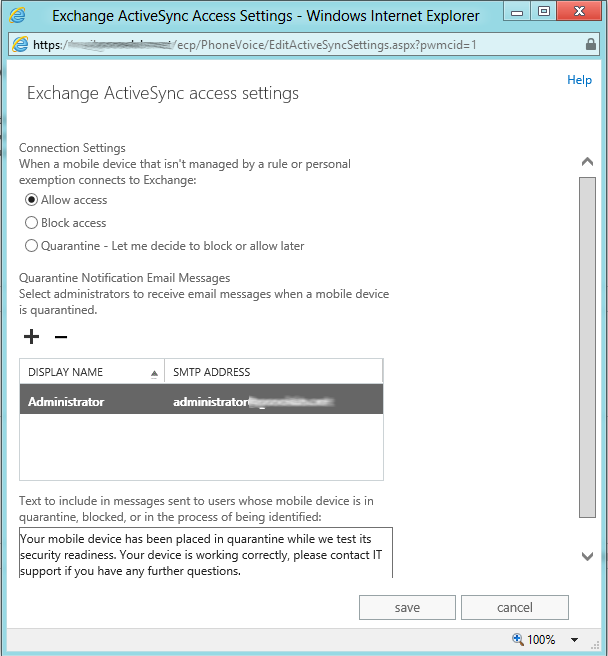 Exchange ActiveSync Access Settings - Windows Internet Explorer
https:/
/ecp/PhoneVoice/EditActiveSyncSettings.aspx?pwmcid=1
Help
Exchange ActiveSync access settings
Connection Settings
When a mobile device that isn't managed by a rule or personal
exemption connects to Exchange:
Allow access
Block access
Quarantine - Let me decide to block or allow later
Quarantine Notification Email Messages
Select administrators to receive email messages when a mobile device
is quarantined.
DISPLAY NAME SMTP ADDRESS
Administrator administrator
Text to include in messages sent to users whose mobile device is in
quarantine, blocked, or in the process of being identified:
Your mobile device has been placed in quarantine while we test its
security readiness. Your device is working correctly, please contact IT
support if you have any further questions.
save cancel
100%